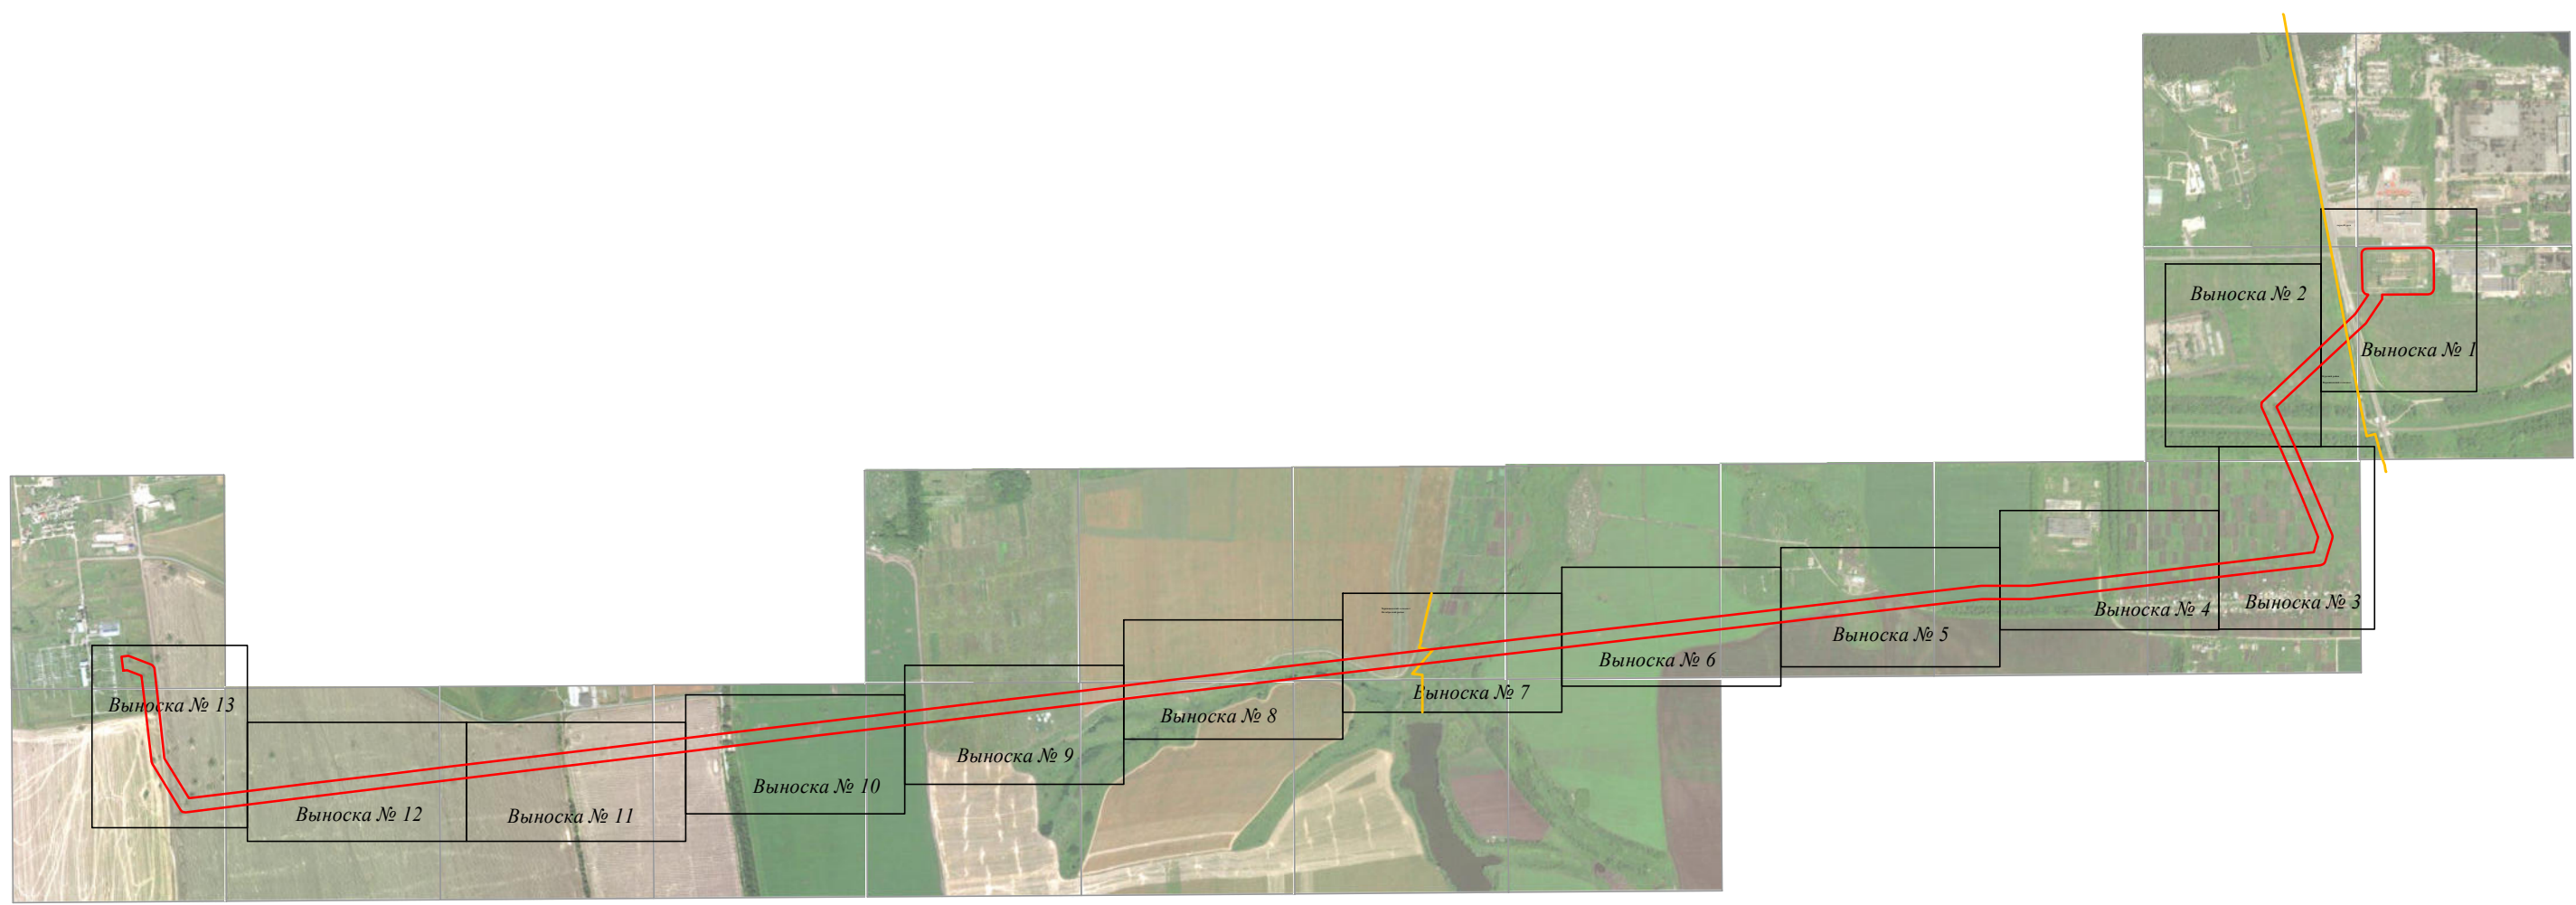 Выноска № 2
Выноска № 1
Выноска № 3
Выноска № 4
Выноска № 5
Выноска № 6
Выноска № 7
Выноска № 8
Выноска № 9
Выноска № 10
Выноска № 11
Выноска № 12
Выноска № 13